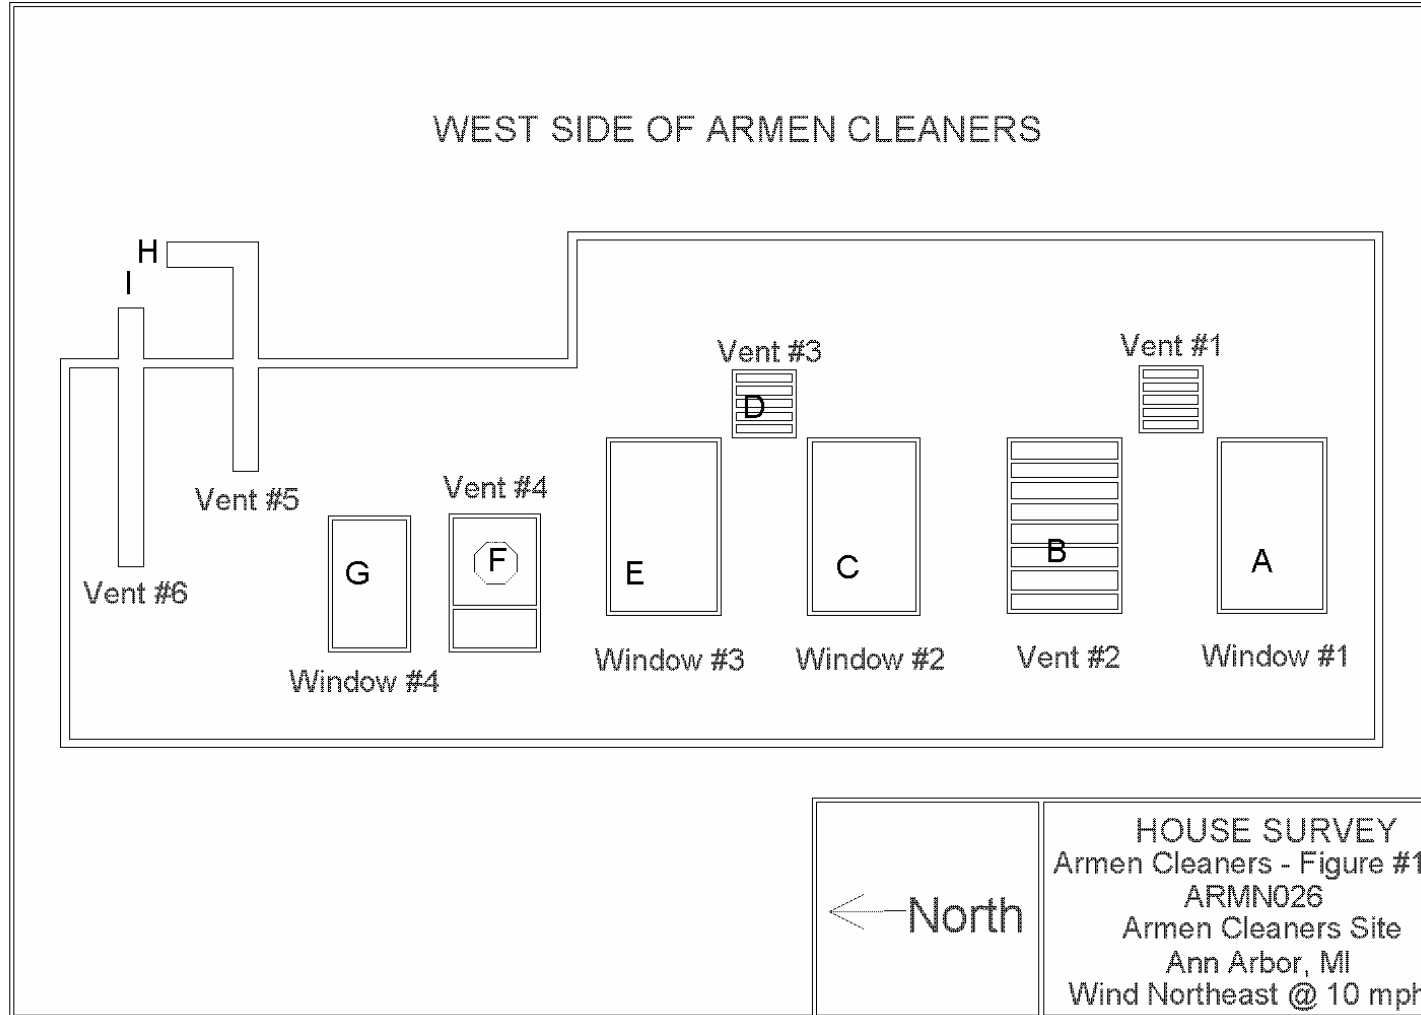 WEST SIDE OF ARMEN CLEANERS
H
I
Vent #3
Vent #1
D
Vent #5
Vent #4
G
F
E
C
B
A
Vent #6
Window #4
Window #3
Window #2
Vent #2
Window #1
North
HOUSE SURVEY
Armen Cleaners - Figure #1
ARMN026
Armen Cleaners Site
Ann Arbor, MI
Wind Northeast @ 10 mph